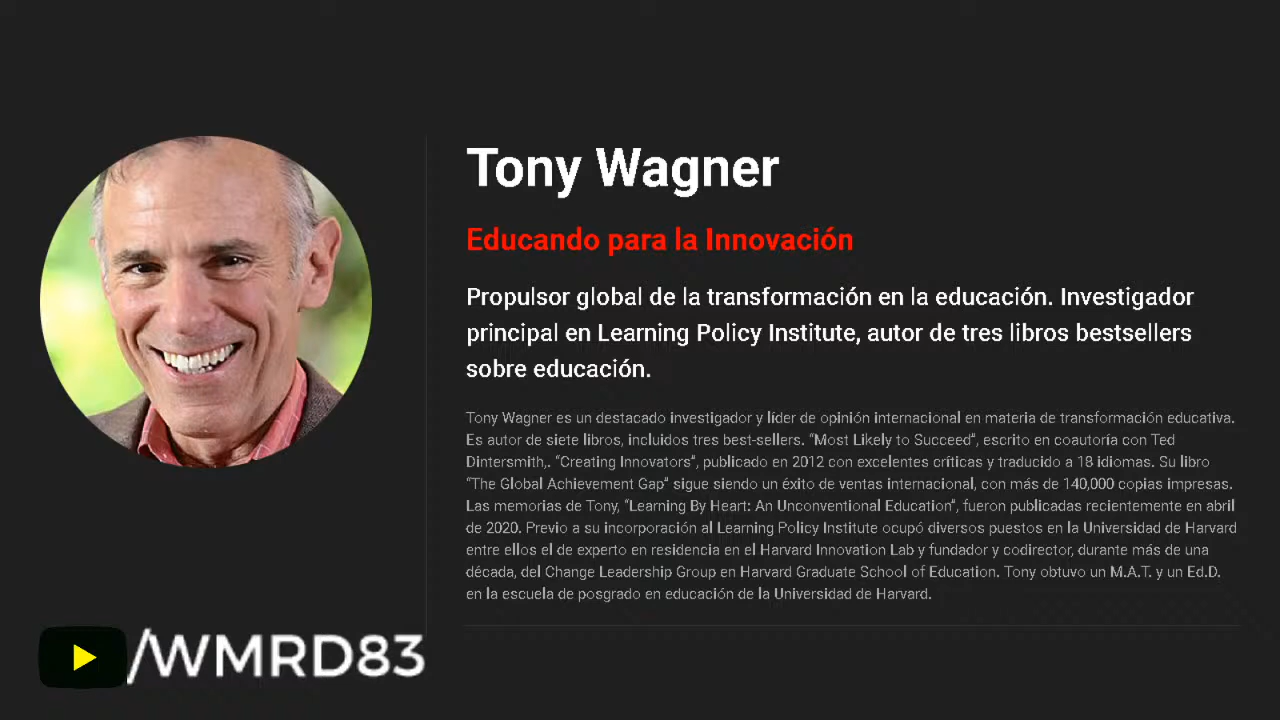 Tony Wagner
Educando para la Innovación
Propulsor global de la transformación en la educación. Investigador
principal en Learning Policy Institute, autor de tres libros bestsellers
sobre educación.
Tony Wagner es un destacado investigador y líder de opinión internacional en materia de transformación educativa.
Es autor de siete libros, incluidos tres best-sellers. “Most Likely to Succeed”, escrito en coautoría con Ted
Dintersmith,. “Creating Innovators”, publicado en 2012 con excelentes críticas y traducido a 18 idiomas. Su libro
“The Global Achievement Gap” sigue siendo un éxito de ventas internacional, con más de 140,000 copias impresas.
Las memorias de Tony, “Learning By Heart: An Unconventional Education”, fueron publicadas recientemente en abril
de 2020. Previo a su incorporación al Learning Policy Institute ocupó diversos puestos en la Universidad de Harvard
entre ellos el de experto en residencia en el Harvard Innovation Lab y fundador y codirector, durante más de una
década, del Change Leadership Group en Harvard Graduate School of Education. Tony obtuvo un M.A.T. y un Ed.D.
en la escuela de posgrado en educación de la Universidad de Harvard.
/WMRD83